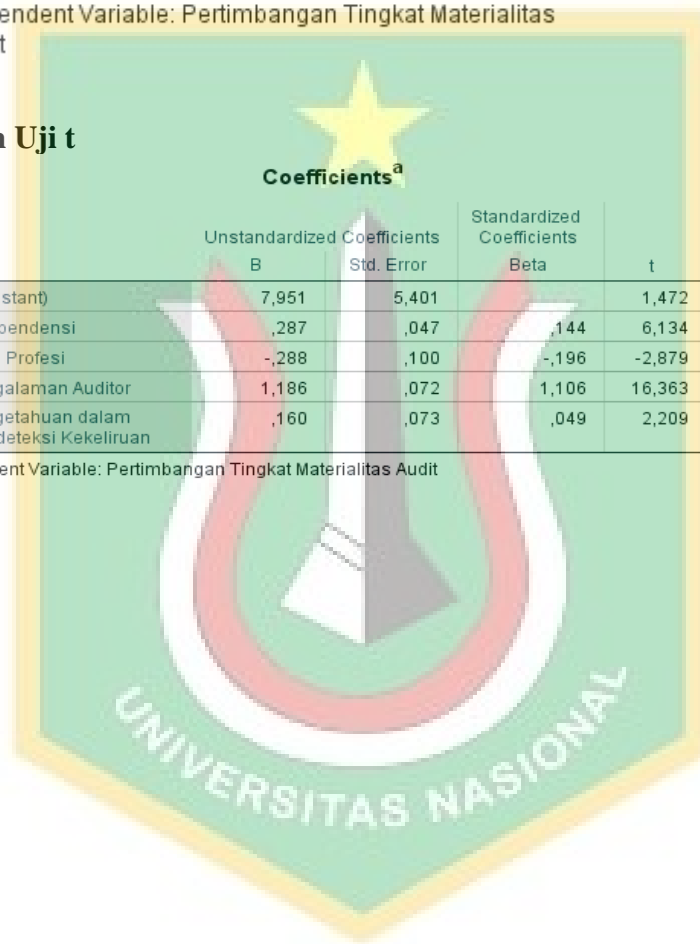 endent Variable: Pertimbangan Tingkat Materialitas
t
n Uji t
Coefficientsa
Unstandardized Coefficients Standardized Coefficients
B Std. Error Beta t
stant) 7,951 5,401 1,472
pendensi ,287 ,047 ,144 6,134
Profesi -,288 ,100 -,196 -2,879
galaman Auditor 1,186 ,072 1,106 16,363
getahuan dalam ,160 ,073 ,049 2,209
deteksi Kekeliruan
ent Variable: Pertimbangan Tingkat Materialitas Audit
UNIVERSITAS NASIONAL